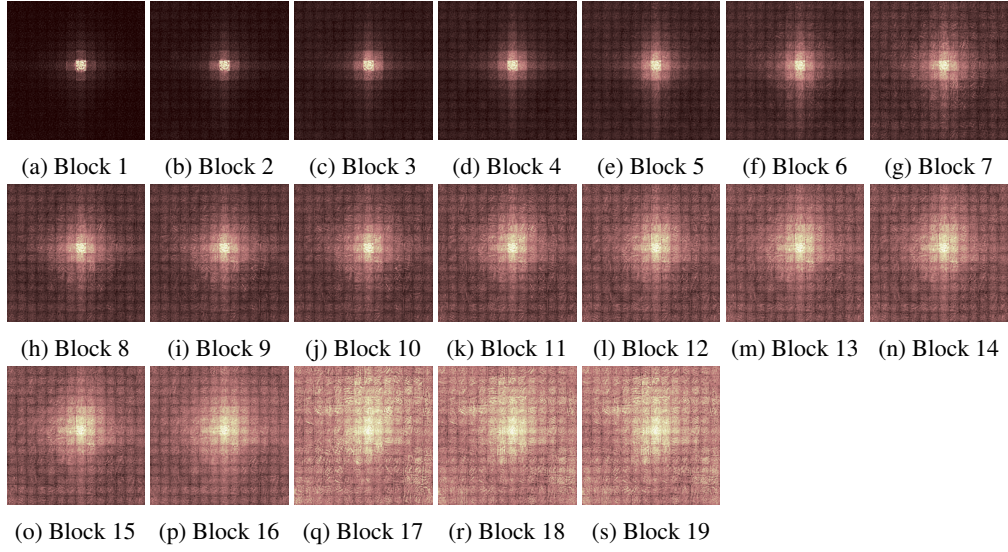 (a) Block 1 (b) Block 2 (c) Block 3 (d) Block 4 (e) Block 5 (f) Block 6 (g) Block 7
(h) Block 8 (i) Block 9 (j) Block 10 (k) Block 11 (l) Block 12 (m) Block 13 (n) Block 14
(o) Block 15 (p) Block 16 (q) Block 17 (r) Block 18 (s) Block 19